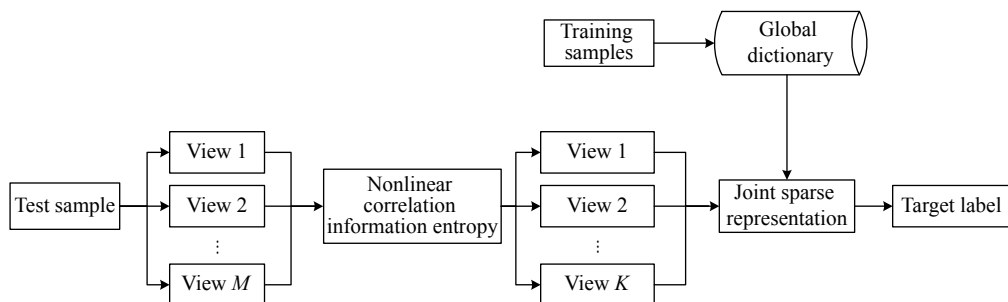 Training
samples
Global
dictionary
Test sample
View 1
View 2
⋮
View M
Nonlinear
correlation
information entropy
View 1
View 2
⋮
View K
Joint sparse
representation
Target label